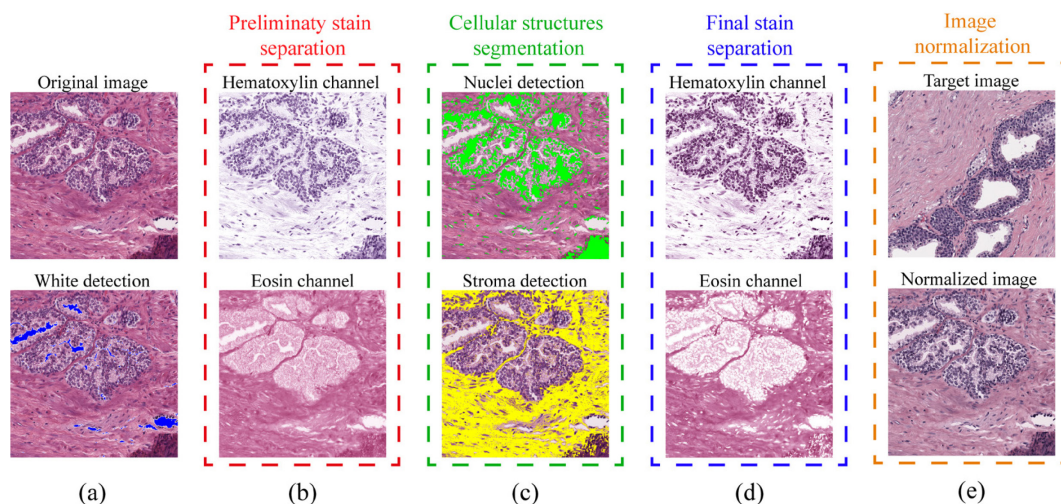 Preliminaty stain
separation
Cellular structures
segmentation
Final stain
separation
Image
normalization
Original image
Hematoxylin channel
Nuclei detection
Hematoxylin channel
Target image
White detection
Eosin channel
Stroma detection
Eosin channel
Normalized image
(a)
(b)
(c)
(d)
(e)